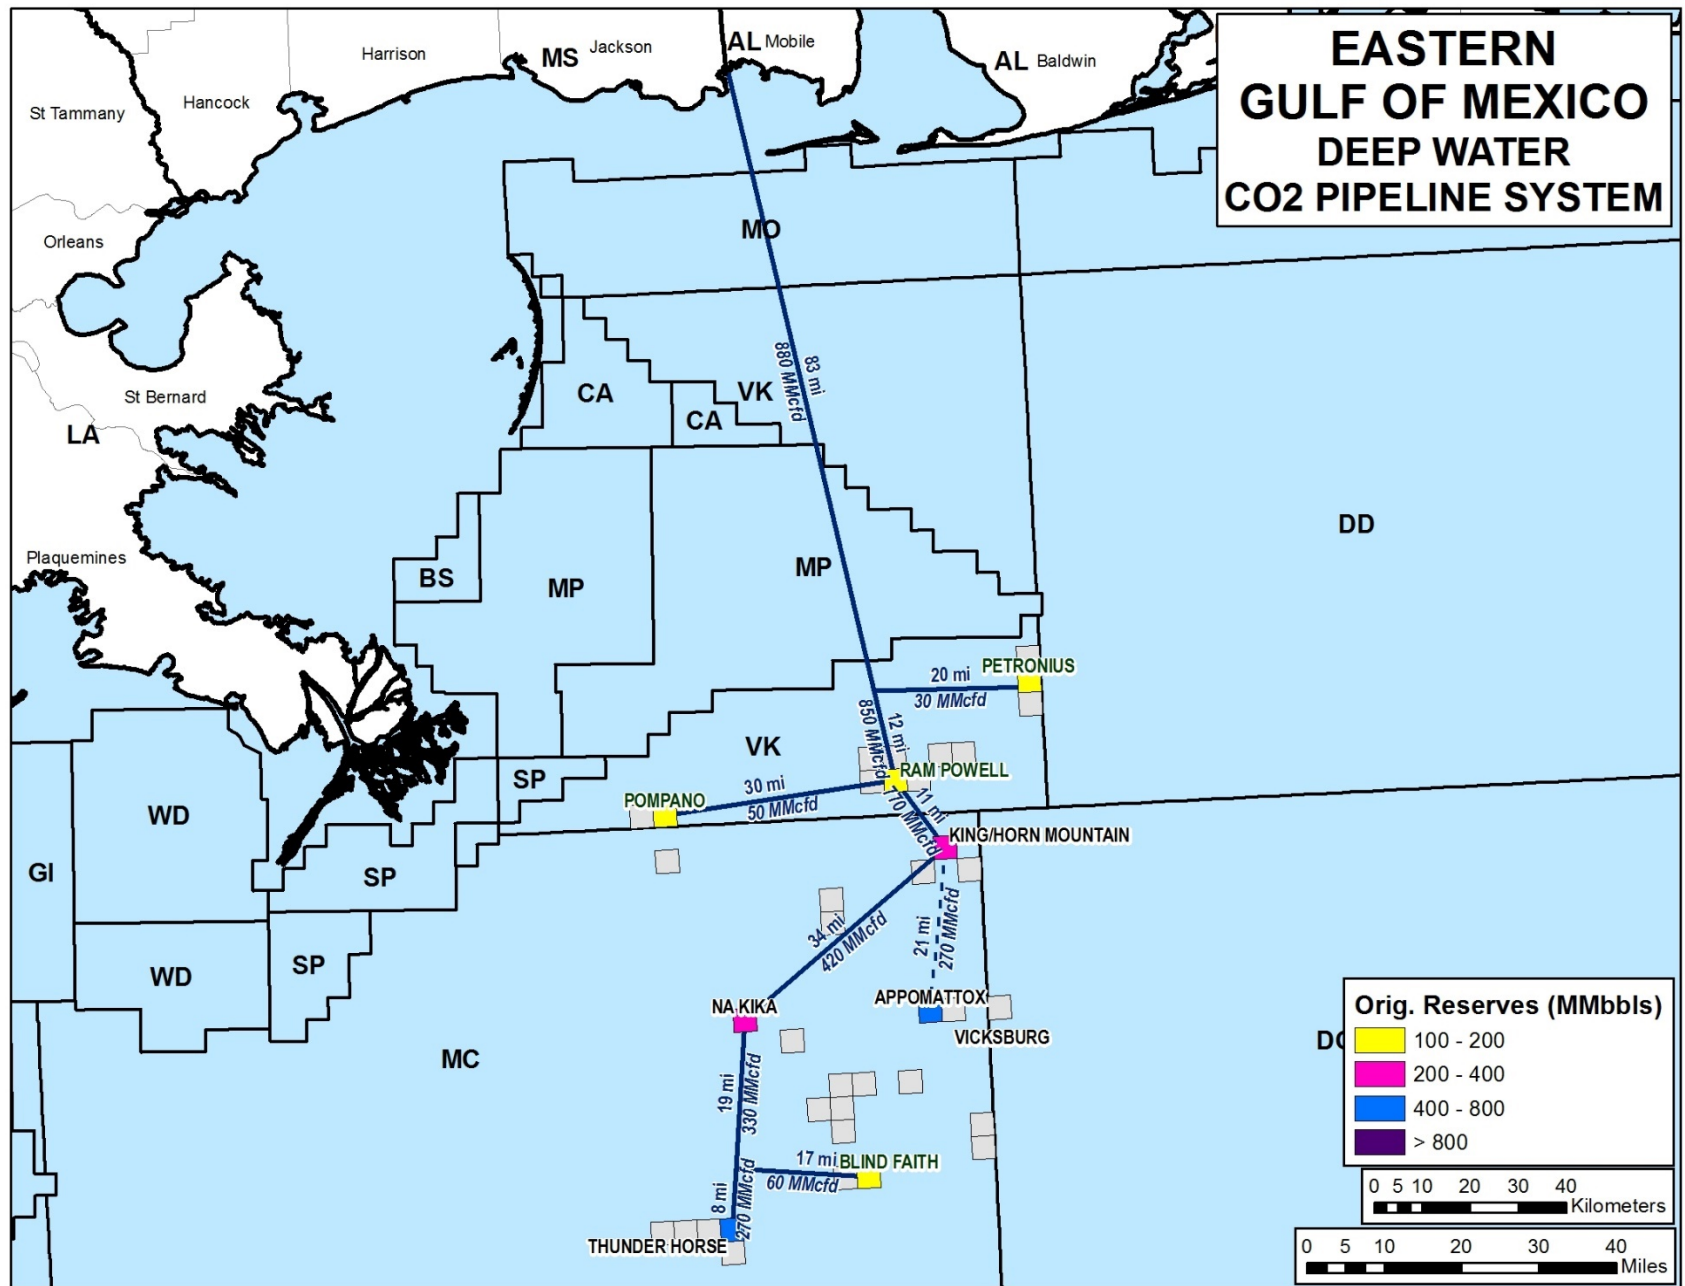 EASTERN
GULF OF MEXICO
DEEP WATER
CO2 PIPELINE SYSTEM
Harrison
MS Jackson
AL Mobile
AL Baldwin
Hancock
St Tammany
Orleans
MO
St Bernard
LA
CA
CA
VK
83 mi
880 MMcfd
DD
Plaquemines
BS
MP
MP
PETRONIUS
20 mi
30 MMcfd
12 mi
850 MMcfd
VK
SP
RAM POWELL
30 mi
50 MMcfd
POMPANO
11 mi
770 MMcfd
KING/HORN MOUNTAIN
WD
GI
SP
34 mi
420 MMcfd
21 mi
270 MMcfd
WD
SP
NA KIKA
APPOMATTOX
VICKSBURG
MC
19 mi
330 MMcfd
17 mi
60 MMcfd
BLIND FAITH
8 mi
270 MMcfd
THUNDER HORSE
Orig. Reserves (MMbbls)
100 - 200
200 - 400
400 - 800
> 800
0 5 10 20 30 40
Kilometers
0 5 10 20 30 40
Miles